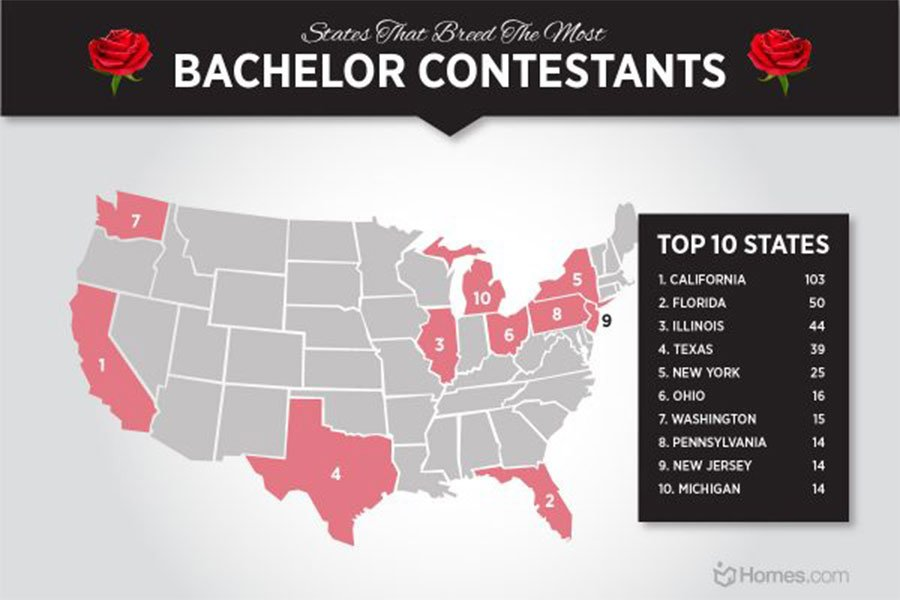 States That Breed The Most
BACHELOR CONTESTANTS
7
1
4
3
10
6
5
8
9
2
TOP 10 STATES
1. CALIFORNIA 103
2. FLORIDA 50
3. ILLINOIS 44
4. TEXAS 39
5. NEW YORK 25
6. OHIO 16
7. WASHINGTON 15
8. PENNSYLVANIA 14
9. NEW JERSEY 14
10. MICHIGAN 14
Homes.com